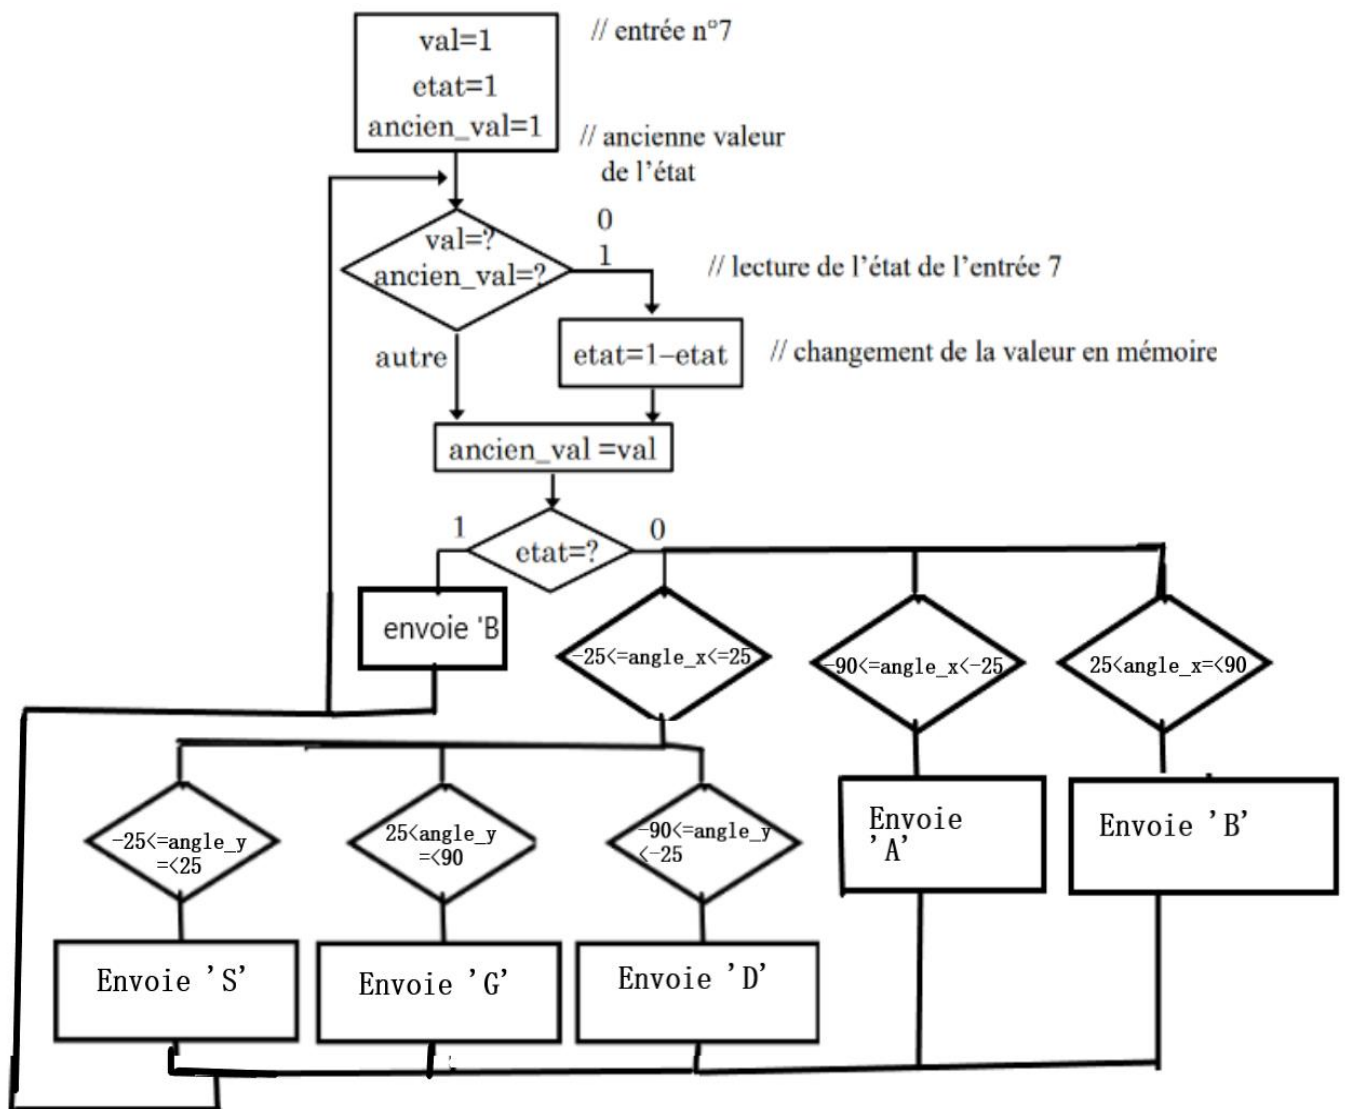 val=1
// entrée n°7
etat=1
ancien_val=1
// ancienne valeur
de l'état
0
val=?
1
ancien_val=?
// lecture de l'état de l'entrée 7
autre
etat=1–etat
// changement de la valeur en mémoire
ancien_val =val
1
0
etat=?
envoie 'B
-25<=angle_x<=25
-90<=angle_x<-25
25<angle_x=<90
Envoie
'A'
Envoie 'B'
-25<=angle_y
=<25
25<angle_y
=<90
-90<=angle_y
<-25
Envoie 'S'
Envoie 'G'
Envoie 'D'